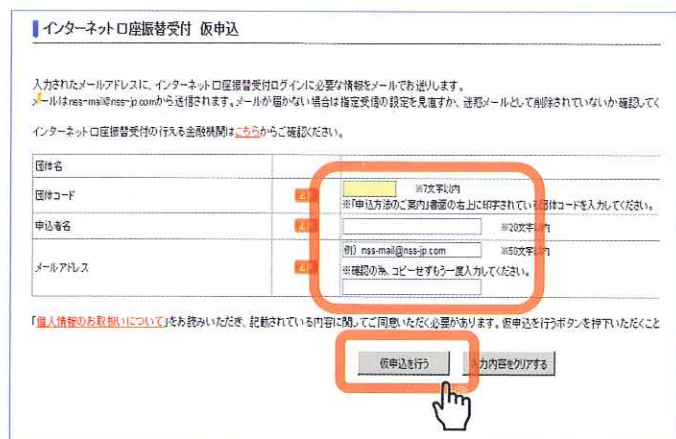 インターネット口座振替受付 仮申込
入力されたメールアドレスに、インターネット口座振替受付ログインに必要な情報をメールでお送りします。
メールはnss-mail@nss-jp.comから送信されます。メールが届かない場合は指定受信の設定を見直すか、迷惑メールとして削除されていないか確認してく
インターネット口座振替受付の行える金融機関はこちらからご確認ください。
団体名
団体コード 必須 ※7文字以内
※「申込方法のご案内」書面の右上に印字されている団体コードを入力してください。
申込者名 必須 ※20文字以内
メールアドレス 必須 例) nss-mail@nss-jp.com ※50文字以内
※確認の為、コピーせずもう一度入力してください。
「個人情報のお取扱いについて」をお読みいただき、記載されている内容に関してご同意いただく必要があります。仮申込を行うボタンを押下いただくこと
仮申込を行う 入力内容をクリアする